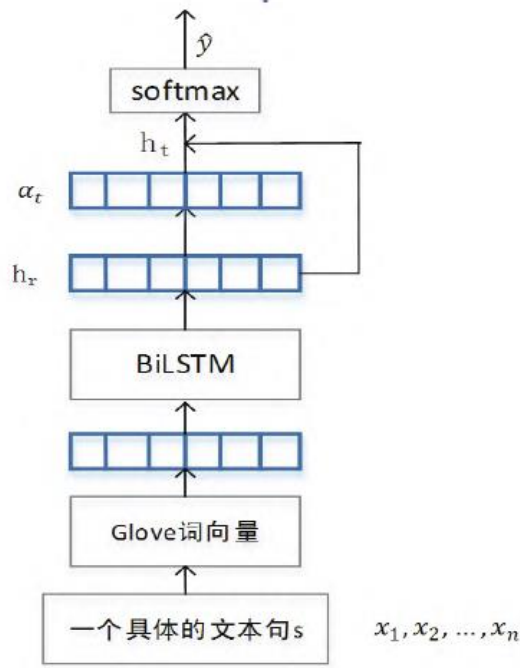 ŷ
softmax
h_t
α_t
h_r
BiLSTM
Glove词向量
一个具体的文本句s
x_1, x_2, ..., x_n